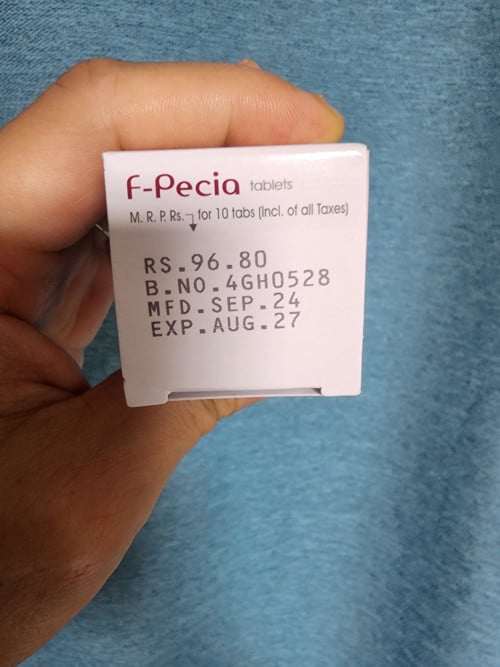 F-Pecia tablets
M. R. P. Rs. for 10 tabs (Incl. of all Taxes)
RS.96.80
B.NO.4GH0528
MFD.SEP.24
EXP.AUG.27